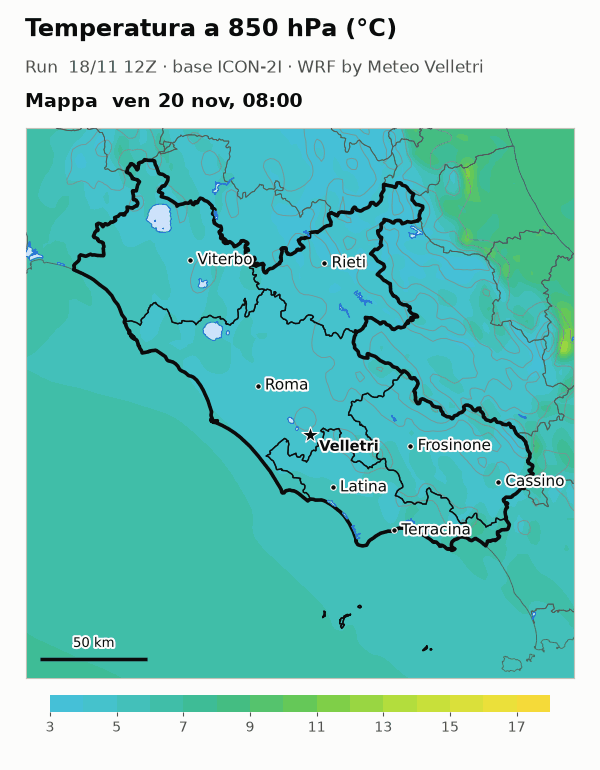 Temperatura a 850 hPa (°C)
Run  18/11 12Z · base ICON-2I · WRF by Meteo Velletri
Mappa  ven 20 nov, 08:00
Viterbo
Rieti
Roma
Velletri
Frosinone
Latina
Cassino
Terracina
50 km
3 5 7 9 11 13 15 17